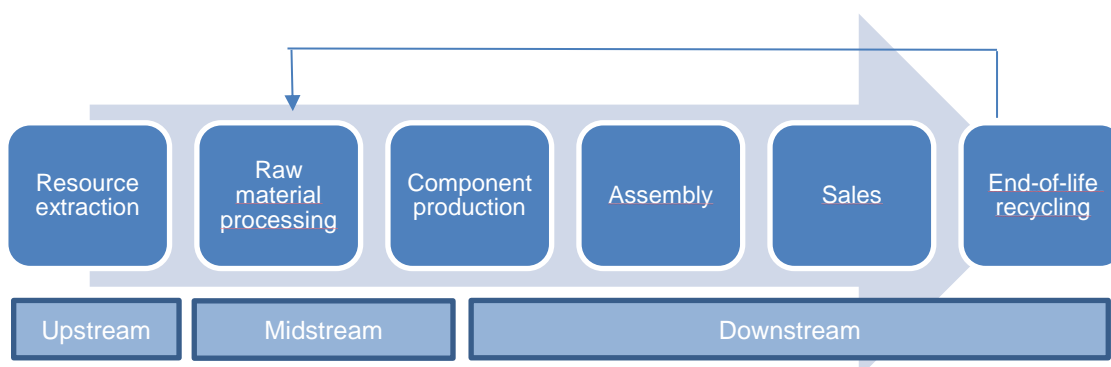 Resource
extraction
Raw
material
processing
Component
production
Assembly
Sales
End-of-life
recycling
Upstream
Midstream
Downstream